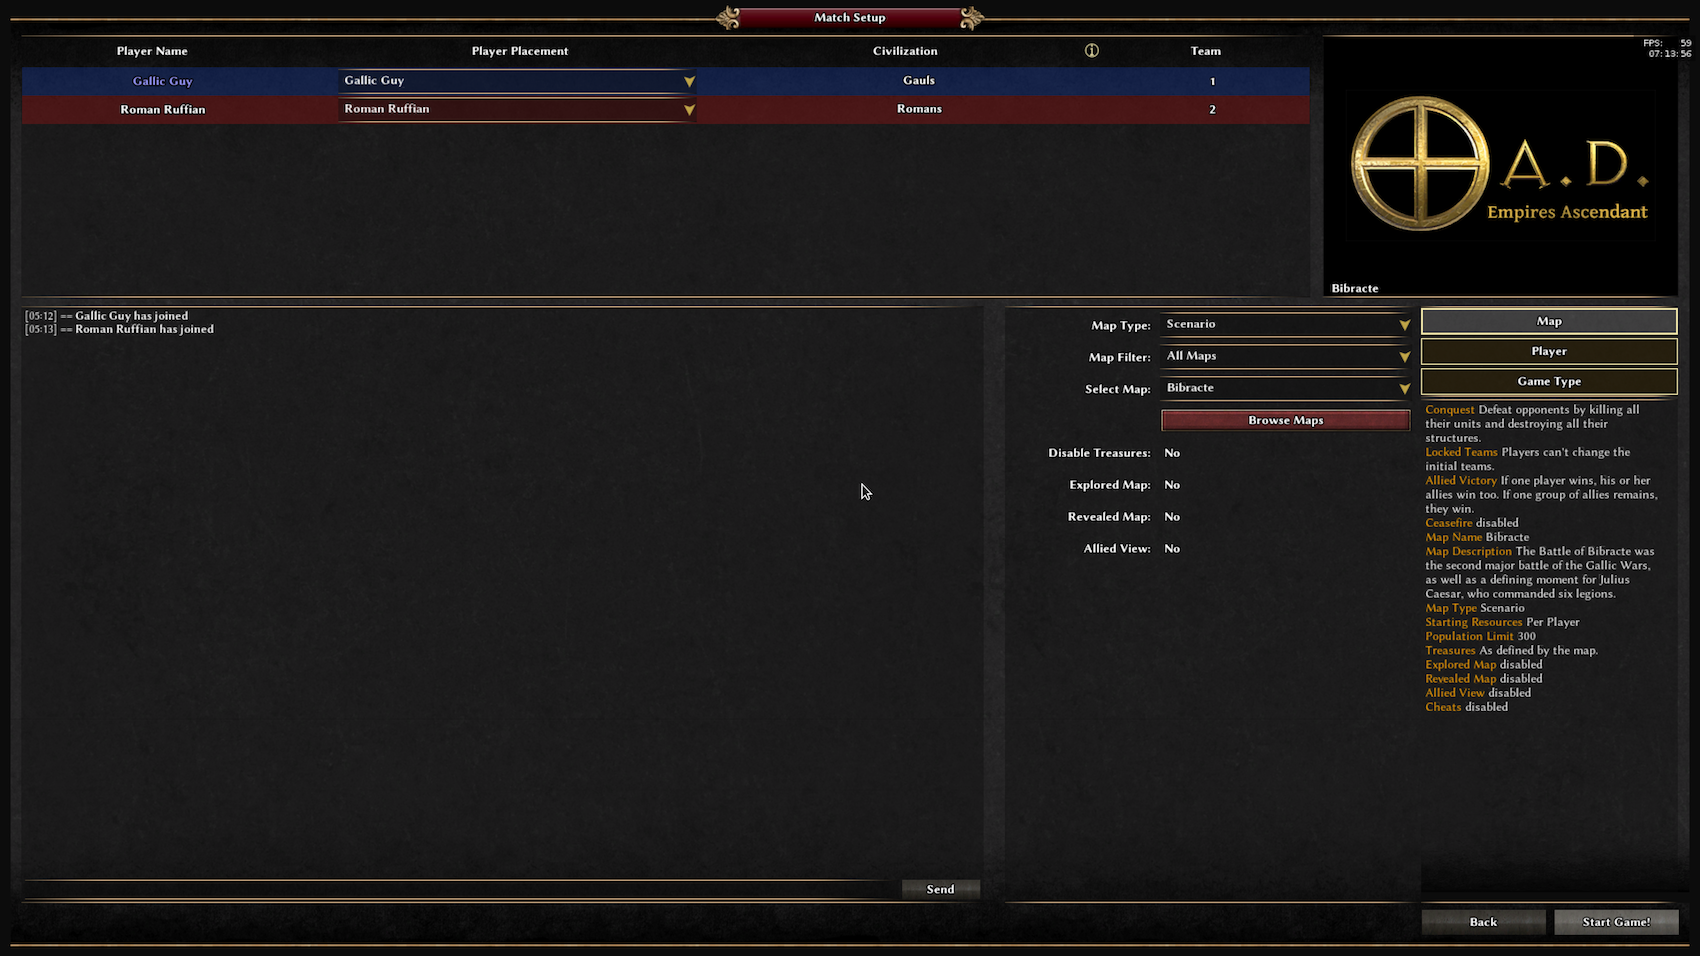 Match Setup
Player Name Player Placement Civilization Team
FPS: 59
07:13:56
Gallic Guy Gallic Guy Gauls 1
Roman Ruffian Roman Ruffian Romans 2
A.D.
Empires Ascendant
Bibracte
[05:12] == Gallic Guy has joined
[05:13] == Roman Ruffian has joined
Send
Map Type: Scenario
Map Filter: All Maps
Select Map: Bibracte
Browse Maps
Disable Treasures: No
Explored Map: No
Revealed Map: No
Allied View: No
Map
Player
Game Type
Conquest Defeat opponents by killing all
their units and destroying all their
structures.
Locked Teams Players can't change the
initial teams.
Allied Victory If one player wins, his or her
allies win too. If one group of allies remains,
they win.
Ceasefire disabled
Map Name Bibracte
Map Description The Battle of Bibracte was
the second major battle of the Gallic Wars,
as well as a defining moment for Julius
Caesar, who commanded six legions.
Map Type Scenario
Starting Resources Per Player
Population Limit 300
Treasures As defined by the map.
Explored Map disabled
Revealed Map disabled
Allied View disabled
Cheats disabled
Back
Start Game!